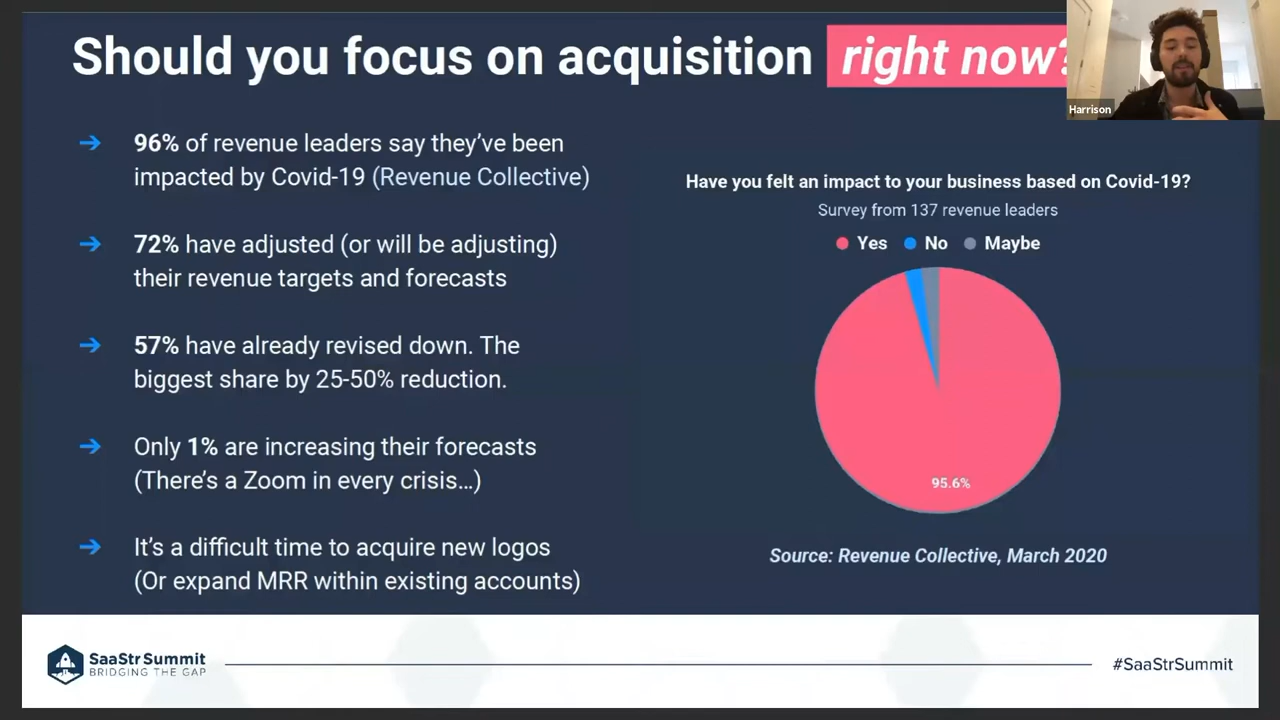 Should you focus on acquisition right now?
Harrison
➔ 96% of revenue leaders say they’ve been
impacted by Covid-19 (Revenue Collective)
➔ 72% have adjusted (or will be adjusting)
their revenue targets and forecasts
➔ 57% have already revised down. The
biggest share by 25-50% reduction.
➔ Only 1% are increasing their forecasts
(There’s a Zoom in every crisis…)
➔ It’s a difficult time to acquire new logos
(Or expand MRR within existing accounts)
Have you felt an impact to your business based on Covid-19?
Survey from 137 revenue leaders
Yes No Maybe
95.6%
Source: Revenue Collective, March 2020
SaaStr Summit
BRIDGING THE GAP
#SaaStrSummit